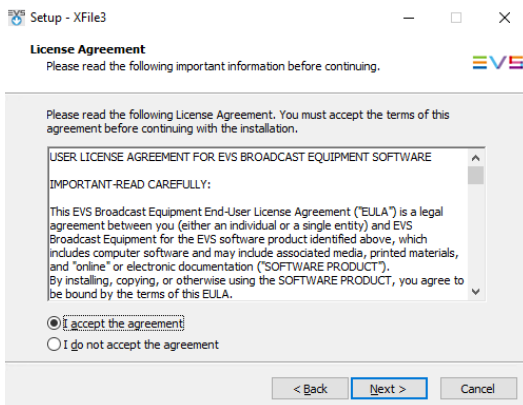 EVS Setup - XFile3
License Agreement
Please read the following important information before continuing.
EVS
Please read the following License Agreement. You must accept the terms of this
agreement before continuing with the installation.
USER LICENSE AGREEMENT FOR EVS BROADCAST EQUIPMENT SOFTWARE
IMPORTANT-READ CAREFULLY:
This EVS Broadcast Equipment End-User License Agreement ("EULA") is a legal
agreement between you (either an individual or a single entity) and EVS
Broadcast Equipment for the EVS software product identified above, which
includes computer software and may include associated media, printed materials,
and "online" or electronic documentation ("SOFTWARE PRODUCT").
By installing, copying, or otherwise using the SOFTWARE PRODUCT, you agree to
be bound by the terms of this EULA.
I accept the agreement
I do not accept the agreement
< Back Next > Cancel